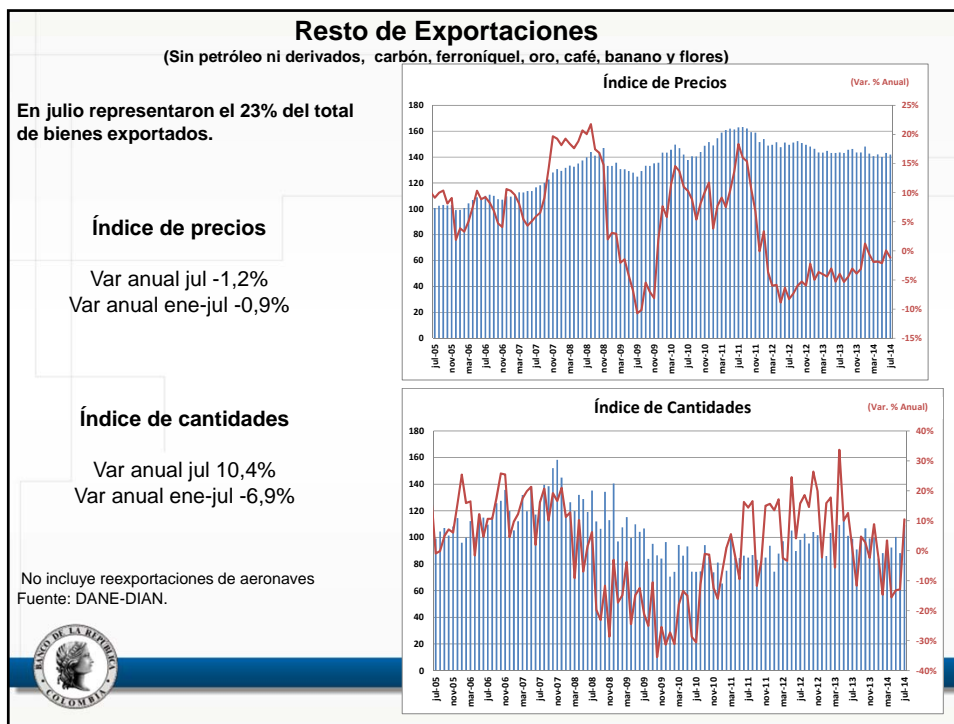 Resto de Exportaciones
(Sin petróleo ni derivados, carbón, ferroníquel, oro, café, banano y flores)
En julio representaron el 23% del total
de bienes exportados.
Índice de precios
Var anual jul -1,2%
Var anual ene-jul -0,9%
Índice de cantidades
Var anual jul 10,4%
Var anual ene-jul -6,9%
No incluye reexportaciones de aeronaves
Fuente: DANE-DIAN.
BANCO DE LA REPUBLICA
COLOMBIA
Índice de Precios
(Var. % Anual)
180
160
140
120
100
80
60
40
20
0
25%
20%
15%
10%
5%
0%
-5%
-10%
-15%
jul-05
nov-05
mar-06
jul-06
nov-06
mar-07
jul-07
nov-07
mar-08
jul-08
nov-08
mar-09
jul-09
nov-09
mar-10
jul-10
nov-10
mar-11
jul-11
nov-11
mar-12
jul-12
nov-12
mar-13
jul-13
nov-13
mar-14
jul-14
Índice de Cantidades
(Var. % Anual)
180
160
140
120
100
80
60
40
20
0
40%
30%
20%
10%
0%
-10%
-20%
-30%
-40%
jul-05
nov-05
mar-06
jul-06
nov-06
mar-07
jul-07
nov-07
mar-08
jul-08
nov-08
mar-09
jul-09
nov-09
mar-10
jul-10
nov-10
mar-11
jul-11
nov-11
mar-12
jul-12
nov-12
mar-13
jul-13
nov-13
mar-14
jul-14